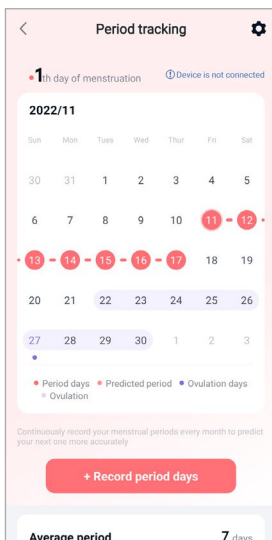 Period tracking
1th day of menstruation
Device is not connected
2022/11
Sun Mon Tues Wed Thur Fri Sat
30 31 1 2 3 4 5
6 7 8 9 10 11 12
13 14 15 16 17 18 19
20 21 22 23 24 25 26
27 28 29 30 1 2 3
Period days Predicted period Ovulation days
Ovulation
Continuously record your menstrual periods every month to predict
your next one more accurately
+ Record period days
Average period 7 days